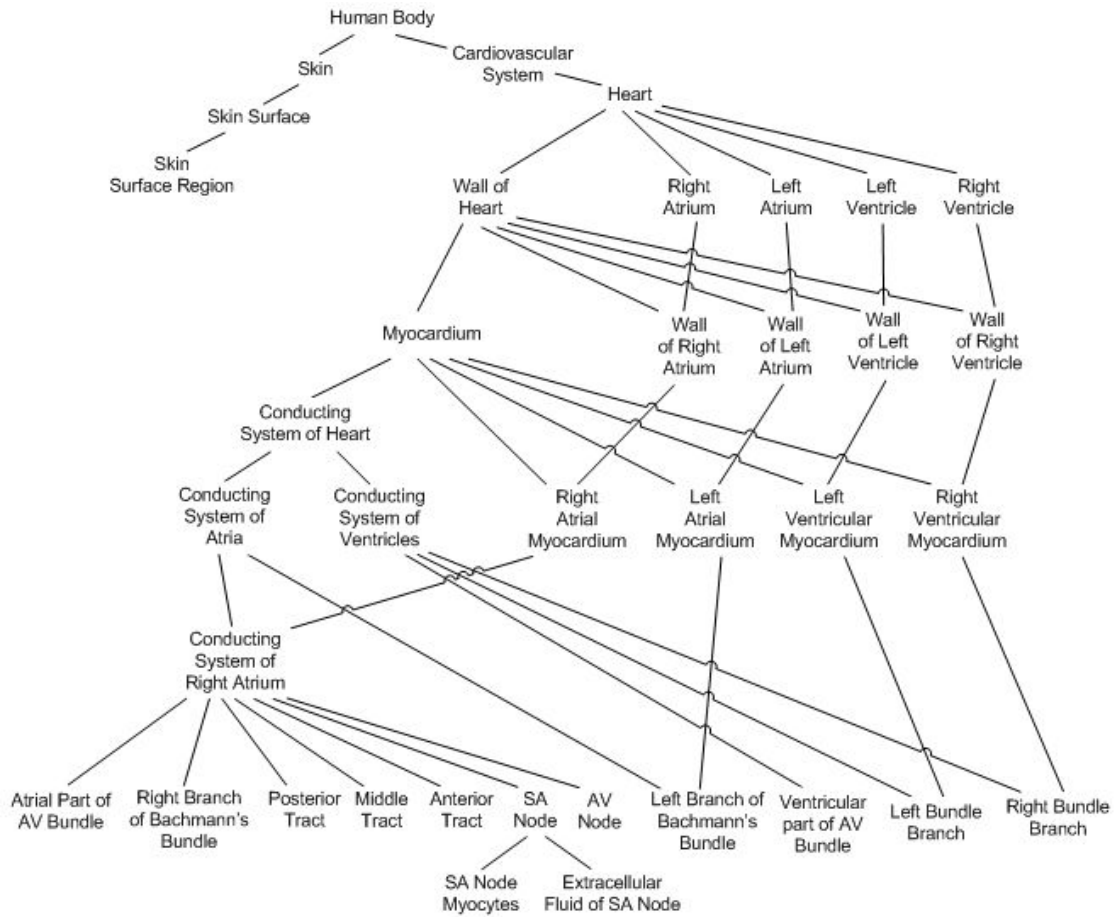 Human Body
Cardiovascular
System
Skin
Heart
Skin Surface
Skin
Surface Region
Wall of
Heart
Right
Atrium
Left
Atrium
Left
Ventricle
Right
Ventricle
Myocardium
Wall
of Right
Atrium
Wall
of Left
Atrium
Wall
of Left
Ventricle
Wall
of Right
Ventricle
Conducting
System of Heart
Conducting
System of
Atria
Conducting
System of
Ventricles
Right
Atrial
Myocardium
Left
Atrial
Myocardium
Left
Ventricular
Myocardium
Right
Ventricular
Myocardium
Conducting
System of
Right Atrium
Atrial Part of
AV Bundle
Right Branch
of Bachmann's
Bundle
Posterior
Tract
Middle
Tract
Anterior
Tract
SA
Node
AV
Node
Left Branch of
Bachmann's
Bundle
Ventricular
part of AV
Bundle
Left Bundle
Branch
Right Bundle
Branch
SA Node
Myocytes
Extracellular
Fluid of SA Node